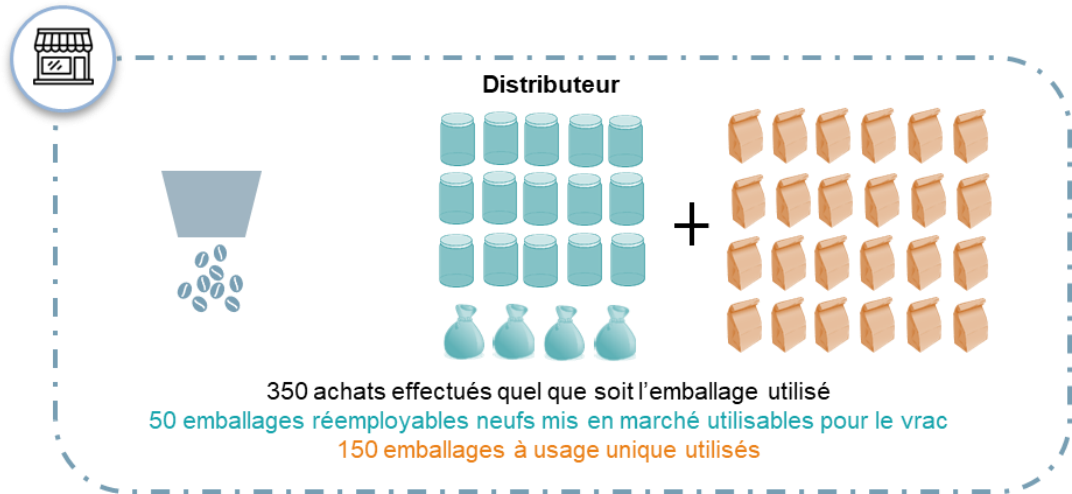 Distributeur
+
350 achats effectués quel que soit l'emballage utilisé
50 emballages réemployables neufs mis en marché utilisables pour le vrac
150 emballages à usage unique utilisés